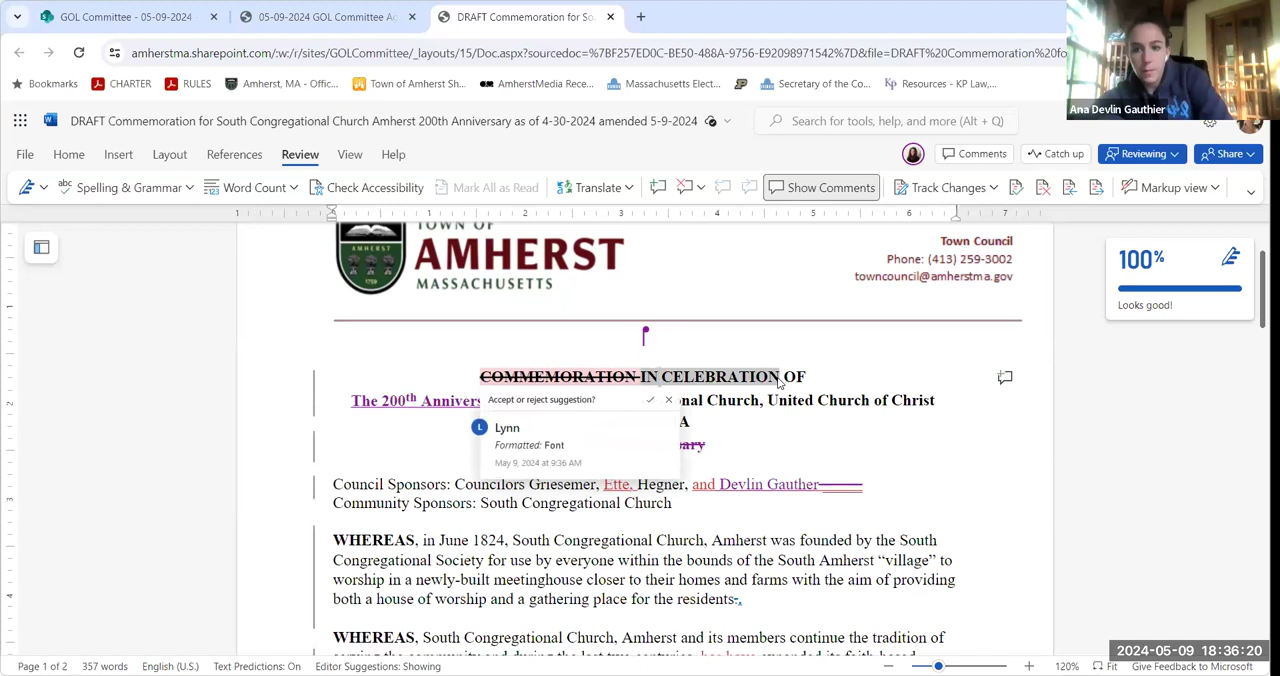 GOL Committee - 05-09-2024
05-09-2024 GOL Committee Ag
DRAFT Commemoration for So
amherstma.sharepoint.com/:w:/r/sites/GOLCommittee/_layouts/15/Doc.aspx?sourcedoc=%7BF257ED0C-BE50-488A-9756-E92098971542%7D&file=DRAFT%20Commemoration%20fo
Bookmarks CHARTER RULES Amherst, MA - Offic... Town of Amherst Sh... AmherstMedia Rece... Massachusetts Elect... Secretary of the Co... Resources - KP Law,...
Ana Devlin Gauthier
DRAFT Commemoration for South Congregational Church
ersary as of 4-30-2024 amended 5-9-2024
Search for tools, help, and more (Alt + Q)
File Home Insert Layout References Review View Help
Comments Catch up Reviewing Share
Spelling & Grammar Word Count Check Accessibility Mark All as Read Translate Show Comments Track Changes Markup view
1 1 2 3 4 5 6 7
TOWN OF
AMHERST
MASSACHUSETTS
AMHERST
1759
Town Council
Phone: (413) 259-3002
towncouncil@amherstma.gov
100%
Looks good!
COMMEMORATION IN CELEBRATION OF
The 200th Annivers
nal Church, United Church of Christ
A
ary
Accept or reject suggestion?
L Lynn
Formatted: Font
May 9, 2024 at 9:36 AM
Council Sponsors: Councilors Griesemer, Ette, Hegner, and Devlin Gauther
Community Sponsors: South Congregational Church
WHEREAS, in June 1824, South Congregational Church, Amherst was founded by the South
Congregational Society for use by everyone within the bounds of the South Amherst “village” to
worship in a newly-built meetinghouse closer to their homes and farms with the aim of providing
both a house of worship and a gathering place for the residents.,
WHEREAS, South Congregational Church, Amherst and its members continue the tradition of
2024-05-09 18:36:20
Page 1 of 2 357 words English (U.S.) Text Predictions: On Editor Suggestions: Showing
120% Fit Give Feedback to Microsoft